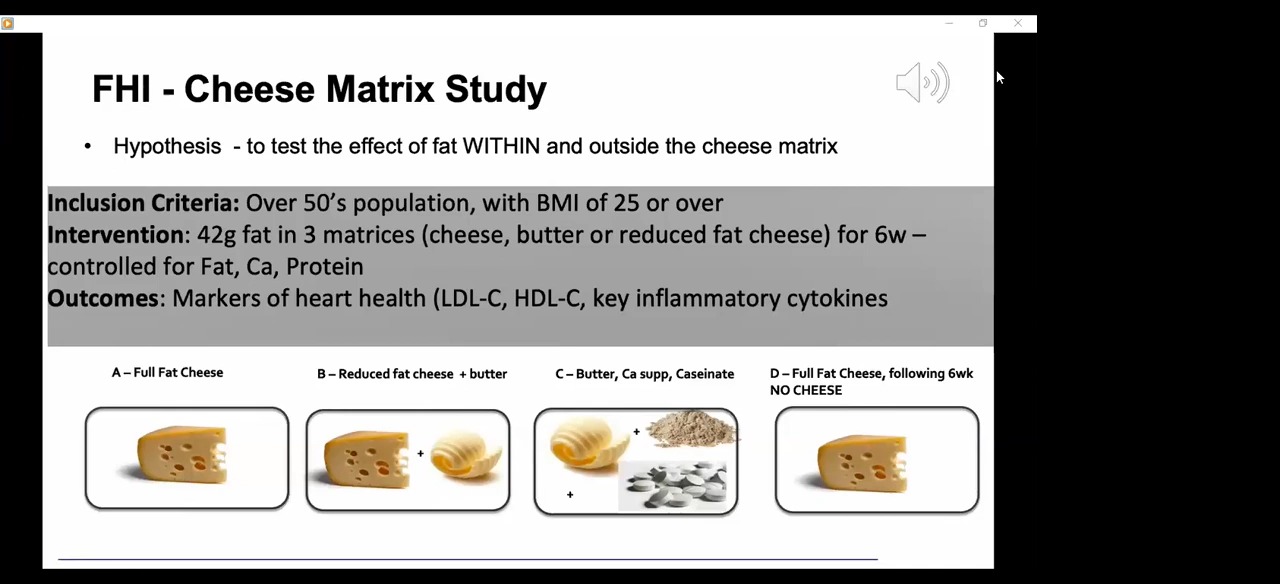 FHI - Cheese Matrix Study
• Hypothesis - to test the effect of fat WITHIN and outside the cheese matrix
Inclusion Criteria: Over 50’s population, with BMI of 25 or over
Intervention: 42g fat in 3 matrices (cheese, butter or reduced fat cheese) for 6w –
controlled for Fat, Ca, Protein
Outcomes: Markers of heart health (LDL-C, HDL-C, key inflammatory cytokines
A – Full Fat Cheese
B – Reduced fat cheese + butter
C – Butter, Ca supp, Caseinate
D – Full Fat Cheese, following 6wk
NO CHEESE
+
+
+